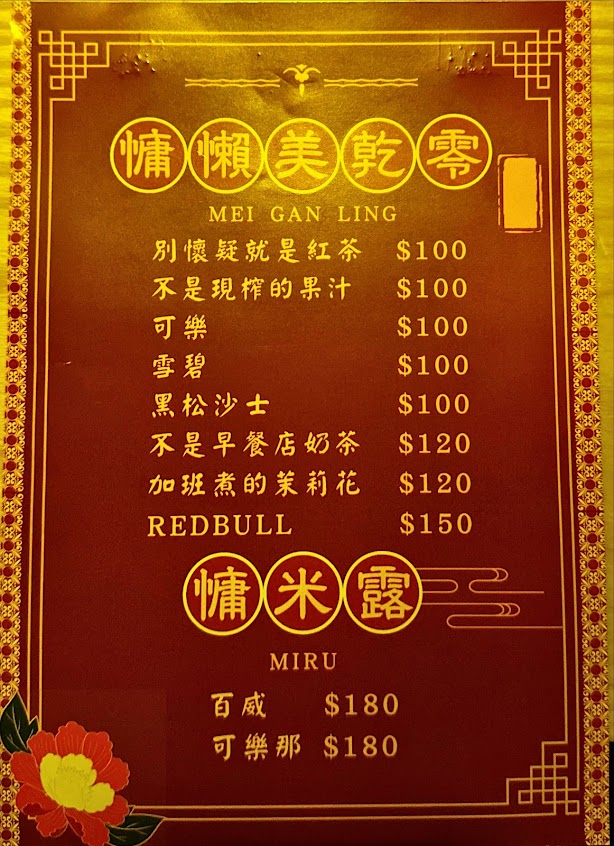 慵懶美乾零
MEI GAN LING
別懷疑就是紅茶 $100
不是現榨的果汁 $100
可樂 $100
雪碧 $100
黑松沙士 $100
不是早餐店奶茶 $120
加班煮的茉莉花 $120
REDBULL $150
慵米露
MIRU
百威 $180
可樂那 $180